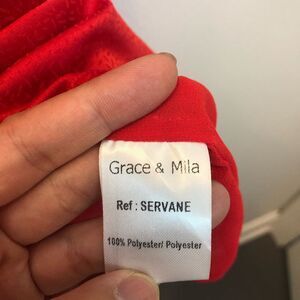 Grace & Mila
Ref : SERVANE
100% Polyester/ Polyester